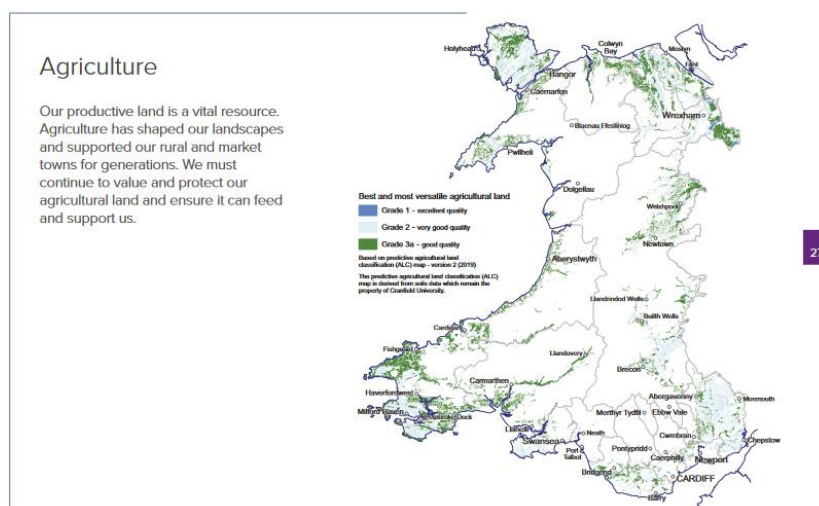 Agriculture
Our productive land is a vital resource.
Agriculture has shaped our landscapes
and supported our rural and market
towns for generations. We must
continue to value and protect our
agricultural land and ensure it can feed
and support us.
Holyhead
Colwyn
Bay
Mostyn
Flint
Bangor
Caernarfon
Wrexham
Blaenau Ffestiniog
Pwllheli
Dolgellau
Best and most versatile agricultural land
Grade 1 - excellent quality
Grade 2 - very good quality
Grade 3a - good quality
Based on predictive agricultural land
classification (ALC) map - version 2 (2019)
The predictive agricultural land classification (ALC)
map is derived from soils data which remain the
property of Cranfield University.
Welshpool
Newtown
27
Aberystwyth
Llandrindod Wells
Builth Wells
Cardigan
Fishguard
Llandovery
Carmarthen
Brecon
Haverfordwest
Abergavenny
Monmouth
Milford Haven
Pembroke Dock
Merthyr Tydfil
Ebbw Vale
Llanelli
Swansea
Neath
Cwmbran
Chepstow
Port
Talbot
Pontypridd
Caerphilly
Newport
Bridgend
CARDIFF
Barry